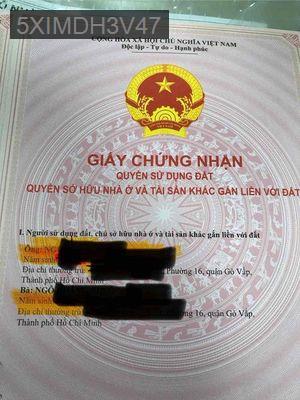 5XIMDH3V47
CỘNG HÒA XÃ HỘI CHỦ NGHĨA VIỆT NAM
Độc lập - Tự do - Hạnh phúc
GIẤY CHỨNG NHẬN
QUYỀN SỬ DỤNG ĐẤT
QUYỀN SỞ HỮU NHÀ Ở VÀ TÀI SẢN KHÁC GẮN LIỀN VỚI ĐẤT
I. Người sử dụng đất, chủ sở hữu nhà ở và tài sản khác gắn liền với đất
Ông:
Năm sinh
Địa chỉ thường trú Phường 16, quận Gò Vấp,
Thành phố Hồ Chí Minh
Bà: NGÔ
Năm sinh
Địa chỉ thường trú 16, quận Gò Vấp,
Thành phố Hồ Chí Minh